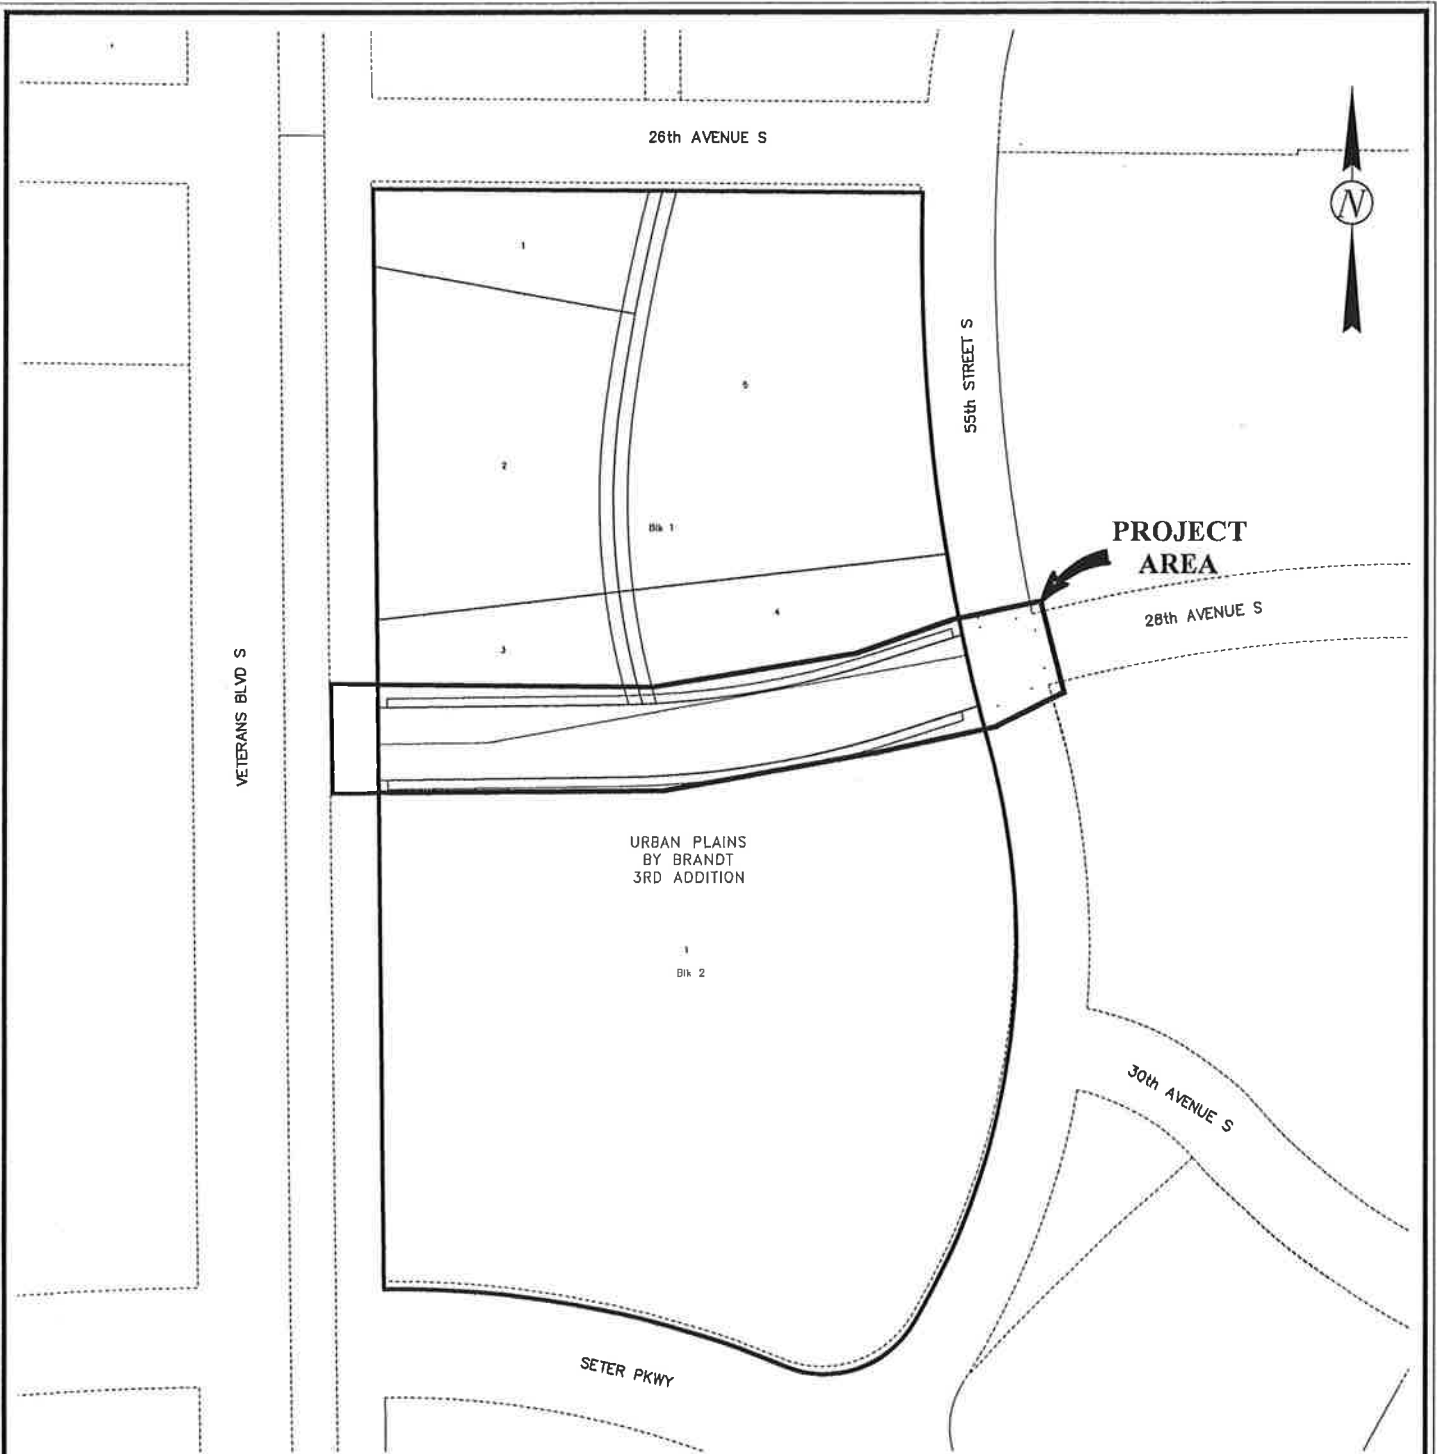 26th AVENUE S
N
1
55th STREET S
5
2
Blk 1
PROJECT
AREA
4
28th AVENUE S
3
VETERANS BLVD S
URBAN PLAINS
BY BRANDT
3RD ADDITION
1
Blk 2
30th AVENUE S
SETER PKWY